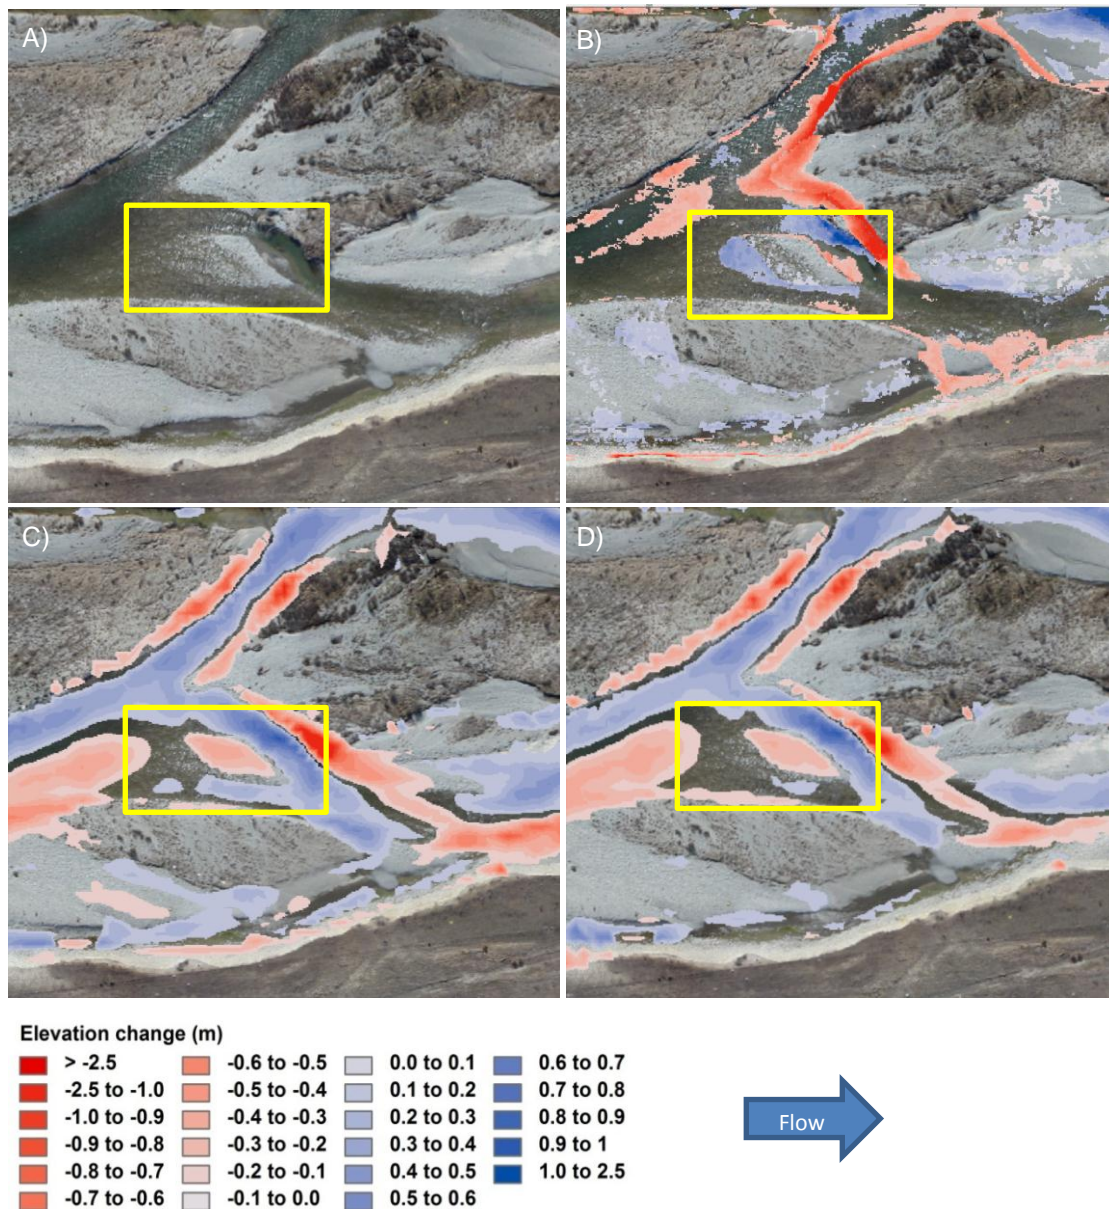 A)
B)
C)
D)
Elevation change (m)
> -2.5
-2.5 to -1.0
-1.0 to -0.9
-0.9 to -0.8
-0.8 to -0.7
-0.7 to -0.6
-0.6 to -0.5
-0.5 to -0.4
-0.4 to -0.3
-0.3 to -0.2
-0.2 to -0.1
-0.1 to 0.0
0.0 to 0.1
0.1 to 0.2
0.2 to 0.3
0.3 to 0.4
0.4 to 0.5
0.5 to 0.6
0.6 to 0.7
0.7 to 0.8
0.8 to 0.9
0.9 to 1
1.0 to 2.5
Flow